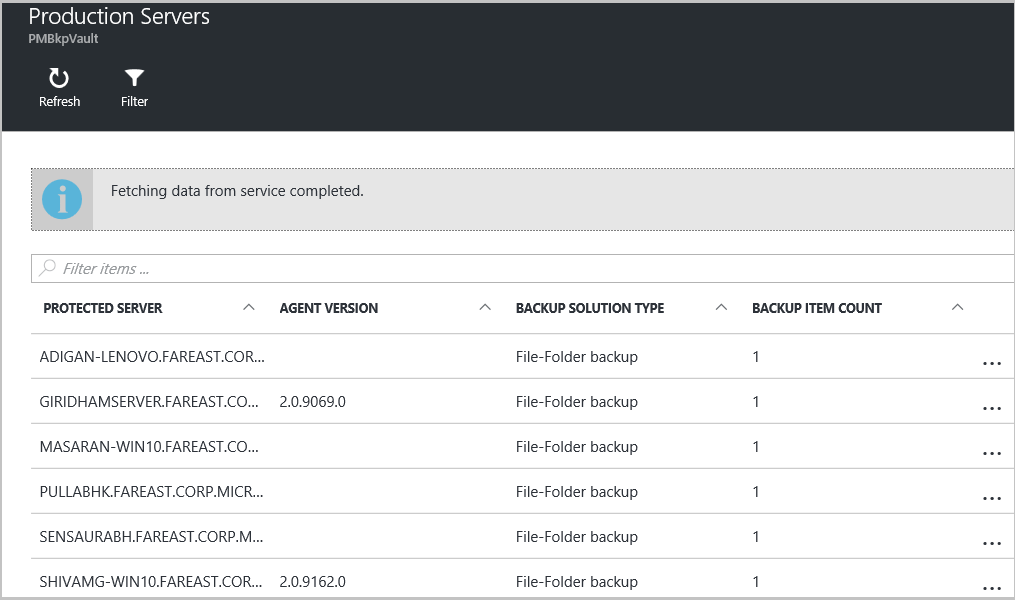 Production Servers
PMBkpVault
Refresh Filter
Fetching data from service completed.
Filter items ...
PROTECTED SERVER AGENT VERSION BACKUP SOLUTION TYPE BACKUP ITEM COUNT
ADIGAN-LENOVO.FAREAST.COR... File-Folder backup 1 ...
GIRIDHAMSERVER.FAREAST.CO... 2.0.9069.0 File-Folder backup 1 ...
MASARAN-WIN10.FAREAST.CO... File-Folder backup 1 ...
PULLABHK.FAREAST.CORP.MICR... File-Folder backup 1 ...
SENSAURABH.FAREAST.CORP.M... File-Folder backup 1 ...
SHIVAMG-WIN10.FAREAST.COR... 2.0.9162.0 File-Folder backup 1 ...